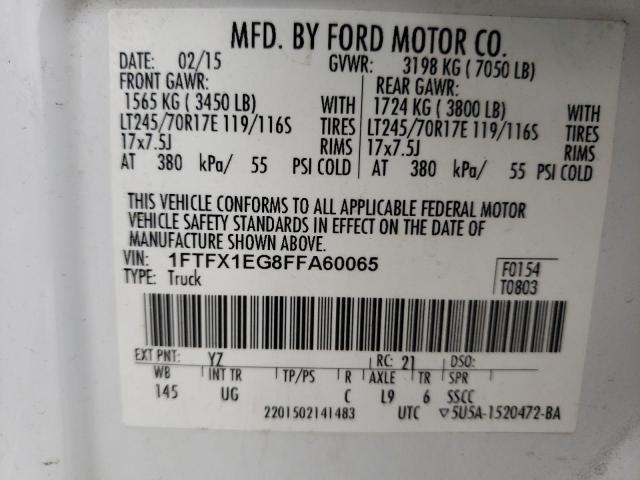 MFD. BY FORD MOTOR CO.
DATE: 02/15 GVWR: 3198 KG ( 7050 LB)
FRONT GAWR: REAR GAWR:
1565 KG ( 3450 LB) WITH 1724 KG ( 3800 LB) WITH
LT245/70R17E 119/116S TIRES LT245/70R17E 119/116S TIRES
17x7.5J RIMS 17x7.5J RIMS
AT 380 kPa/ 55 PSI COLD AT 380 kPa/ 55 PSI COLD
THIS VEHICLE CONFORMS TO ALL APPLICABLE FEDERAL MOTOR
VEHICLE SAFETY STANDARDS IN EFFECT ON THE DATE OF
MANUFACTURE SHOWN ABOVE.
VIN: 1FTFX1EG8FFA60065 F0154
TYPE: Truck T0803
EXT PNT: YZ RC: 21 DSO:
WB INT TR TP/PS R AXLE TR SPR
145 UG C L9 6 SSCC
2201502141483 UTC ▽5U5A-1520472-BA